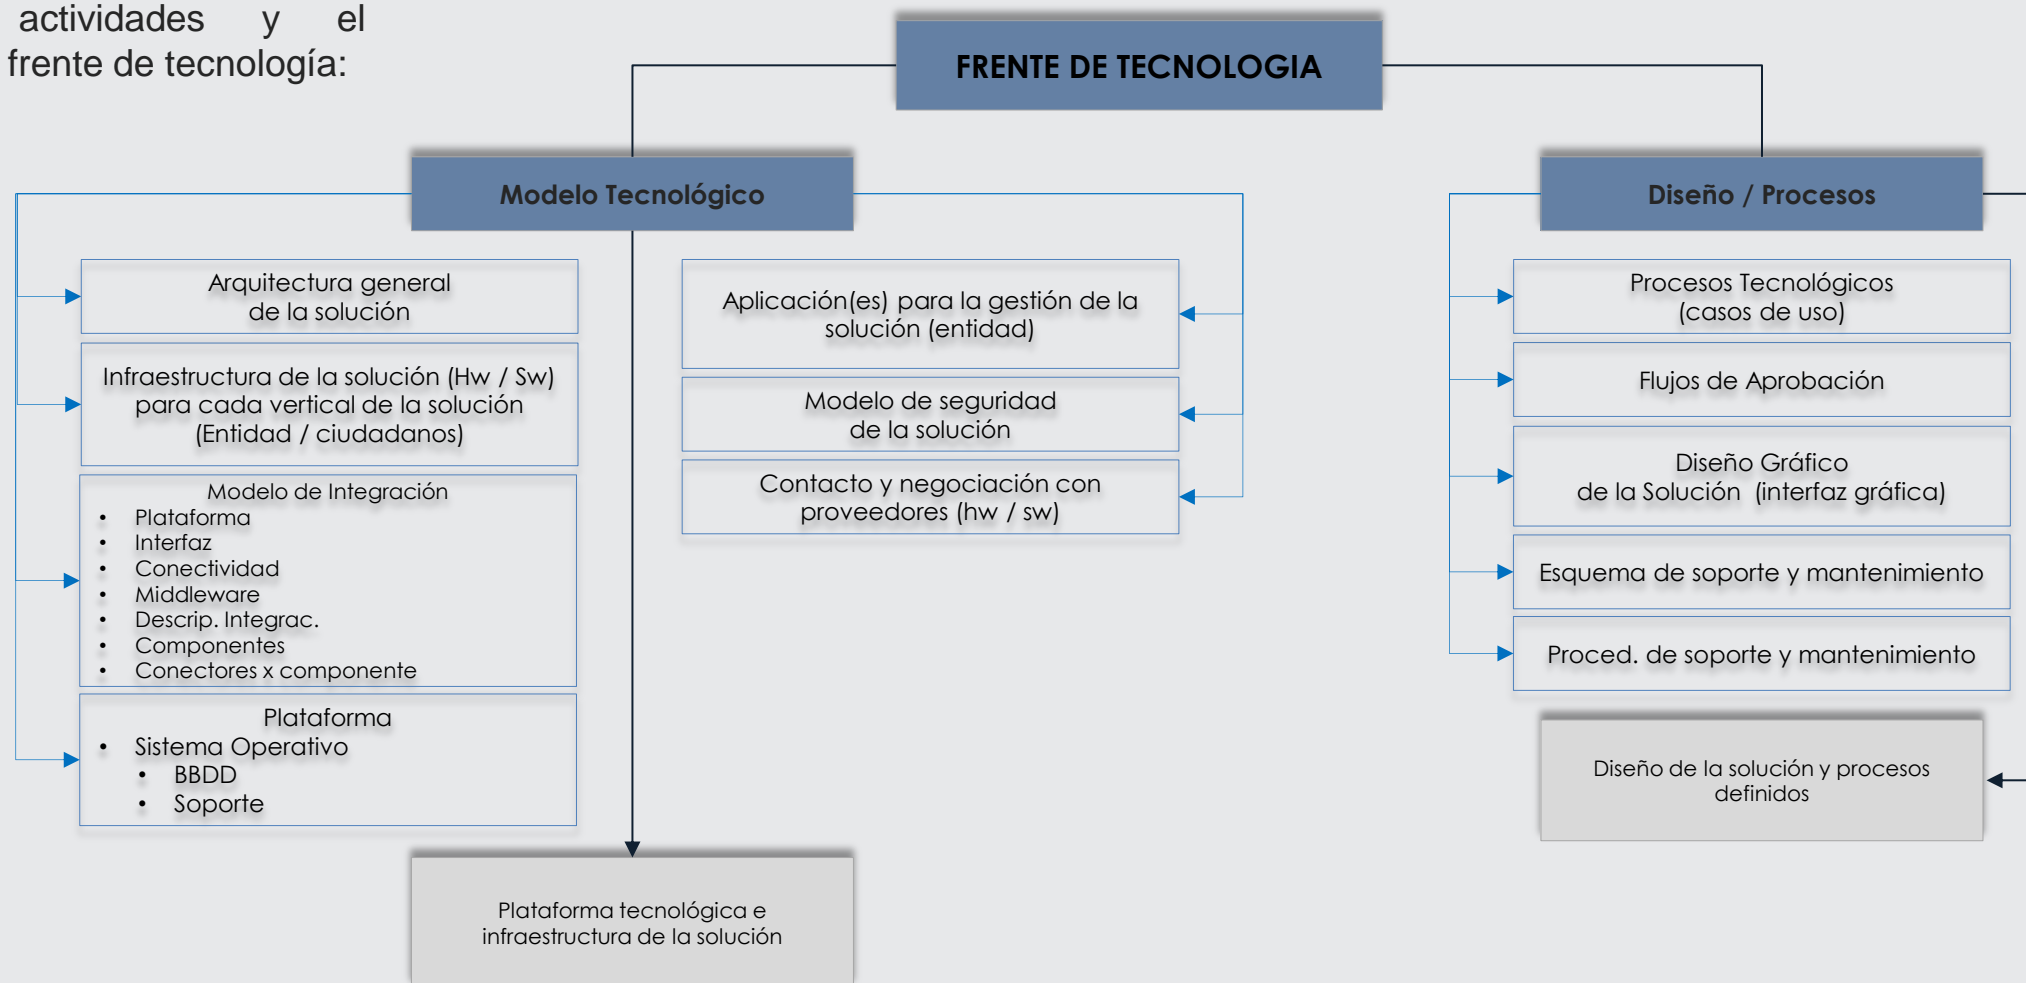 actividades y el
frente de tecnología:
FRENTE DE TECNOLOGIA
Modelo Tecnológico
Arquitectura general
de la solución
Infraestructura de la solución (Hw / Sw)
para cada vertical de la solución
(Entidad / ciudadanos)
Modelo de Integración
• Plataforma
• Interfaz
• Conectividad
• Middleware
• Descrip. Integrac.
• Componentes
• Conectores x componente
Plataforma
• Sistema Operativo
• BBDD
• Soporte
Aplicación(es) para la gestión de la
solución (entidad)
Modelo de seguridad
de la solución
Contacto y negociación con
proveedores (hw / sw)
Plataforma tecnológica e
infraestructura de la solución
Diseño / Procesos
Procesos Tecnológicos
(casos de uso)
Flujos de Aprobación
Diseño Gráfico
de la Solución (interfaz gráfica)
Esquema de soporte y mantenimiento
Proced. de soporte y mantenimiento
Diseño de la solución y procesos
definidos